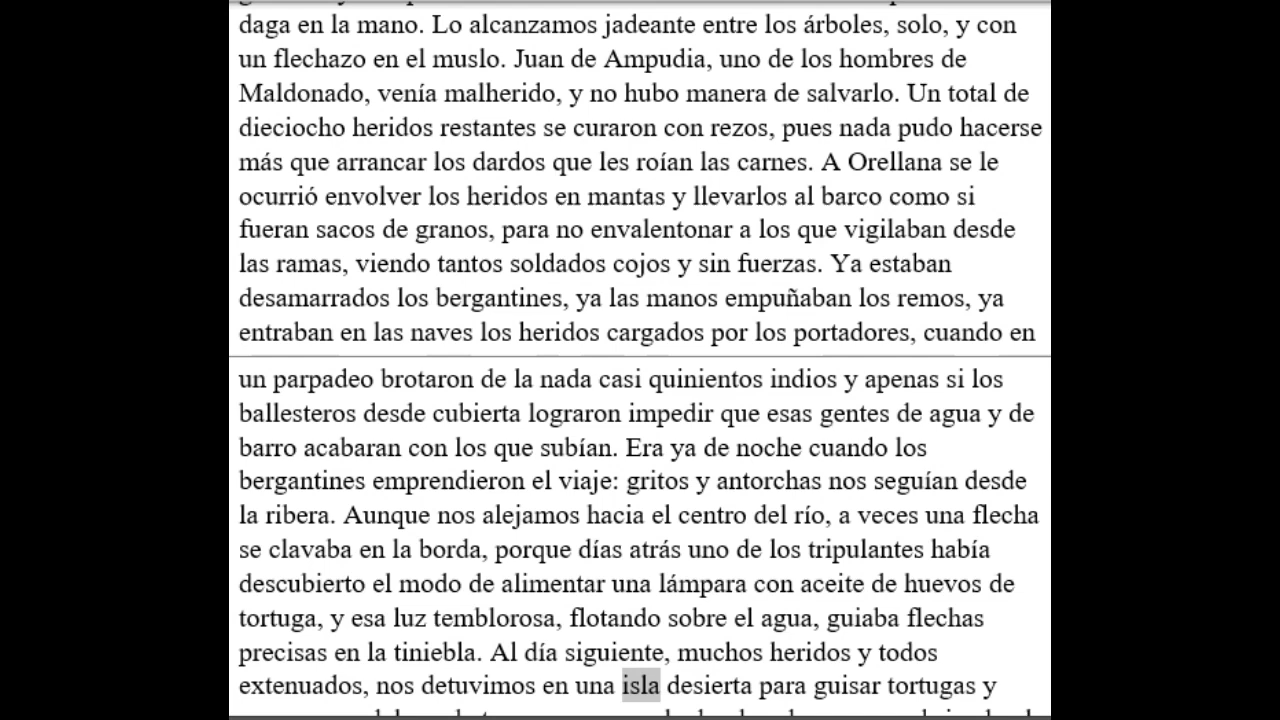 daga en la mano. Lo alcanzamos jadeante entre los árboles, solo, y con
un flechazo en el muslo. Juan de Ampudia, uno de los hombres de
Maldonado, venía malherido, y no hubo manera de salvarlo. Un total de
dieciocho heridos restantes se curaron con rezos, pues nada pudo hacerse
más que arrancar los dardos que les roían las carnes. A Orellana se le
ocurrió envolver los heridos en mantas y llevarlos al barco como si
fueran sacos de granos, para no envalentonar a los que vigilaban desde
las ramas, viendo tantos soldados cojos y sin fuerzas. Ya estaban
desamarrados los bergantines, ya las manos empuñaban los remos, ya
entraban en las naves los heridos cargados por los portadores, cuando en
un parpadeo brotaron de la nada casi quinientos indios y apenas si los
ballesteros desde cubierta lograron impedir que esas gentes de agua y de
barro acabaran con los que subían. Era ya de noche cuando los
bergantines emprendieron el viaje: gritos y antorchas nos seguían desde
la ribera. Aunque nos alejamos hacia el centro del río, a veces una flecha
se clavaba en la borda, porque días atrás uno de los tripulantes había
descubierto el modo de alimentar una lámpara con aceite de huevos de
tortuga, y esa luz temblorosa, flotando sobre el agua, guiaba flechas
precisas en la tiniebla. Al día siguiente, muchos heridos y todos
extenuados, nos detuvimos en una isla desierta para guisar tortugas y